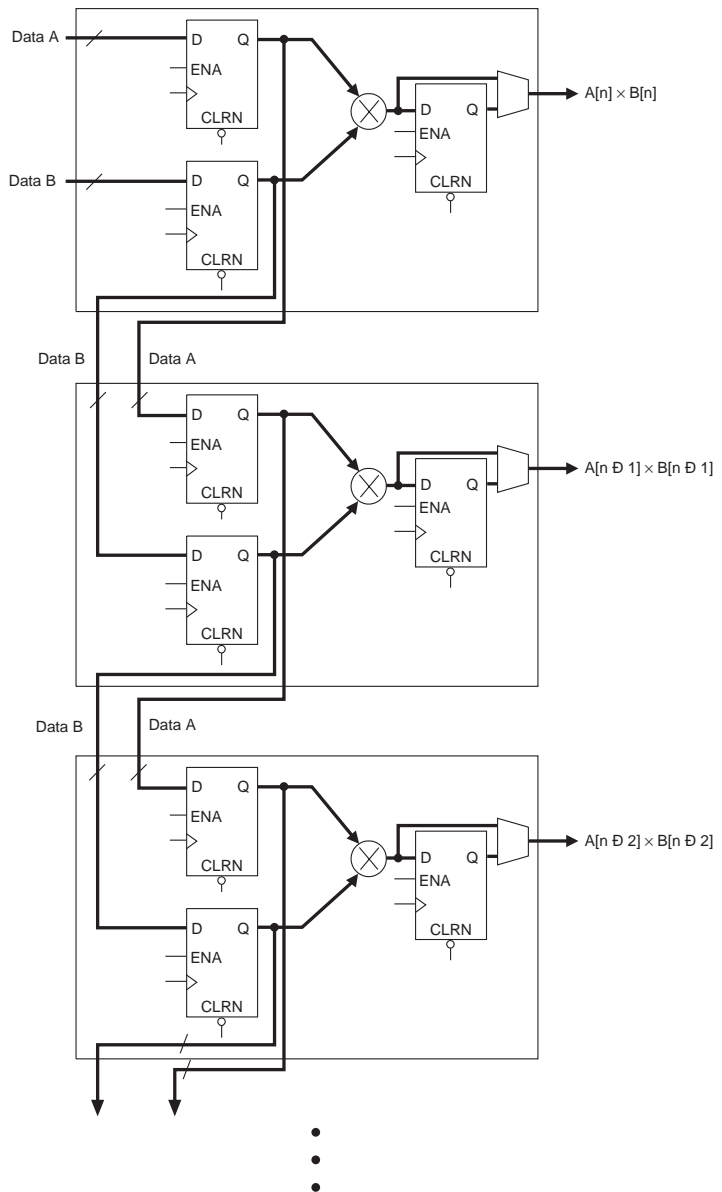 Data A
D Q
ENA
CLRN
D Q
ENA
CLRN
A[n] × B[n]
Data B
D Q
ENA
CLRN
Data B
Data A
D Q
ENA
CLRN
D Q
ENA
CLRN
A[n Ð 1] × B[n Ð 1]
D Q
ENA
CLRN
Data B
Data A
D Q
ENA
CLRN
D Q
ENA
CLRN
A[n Ð 2] × B[n Ð 2]
D Q
ENA
CLRN